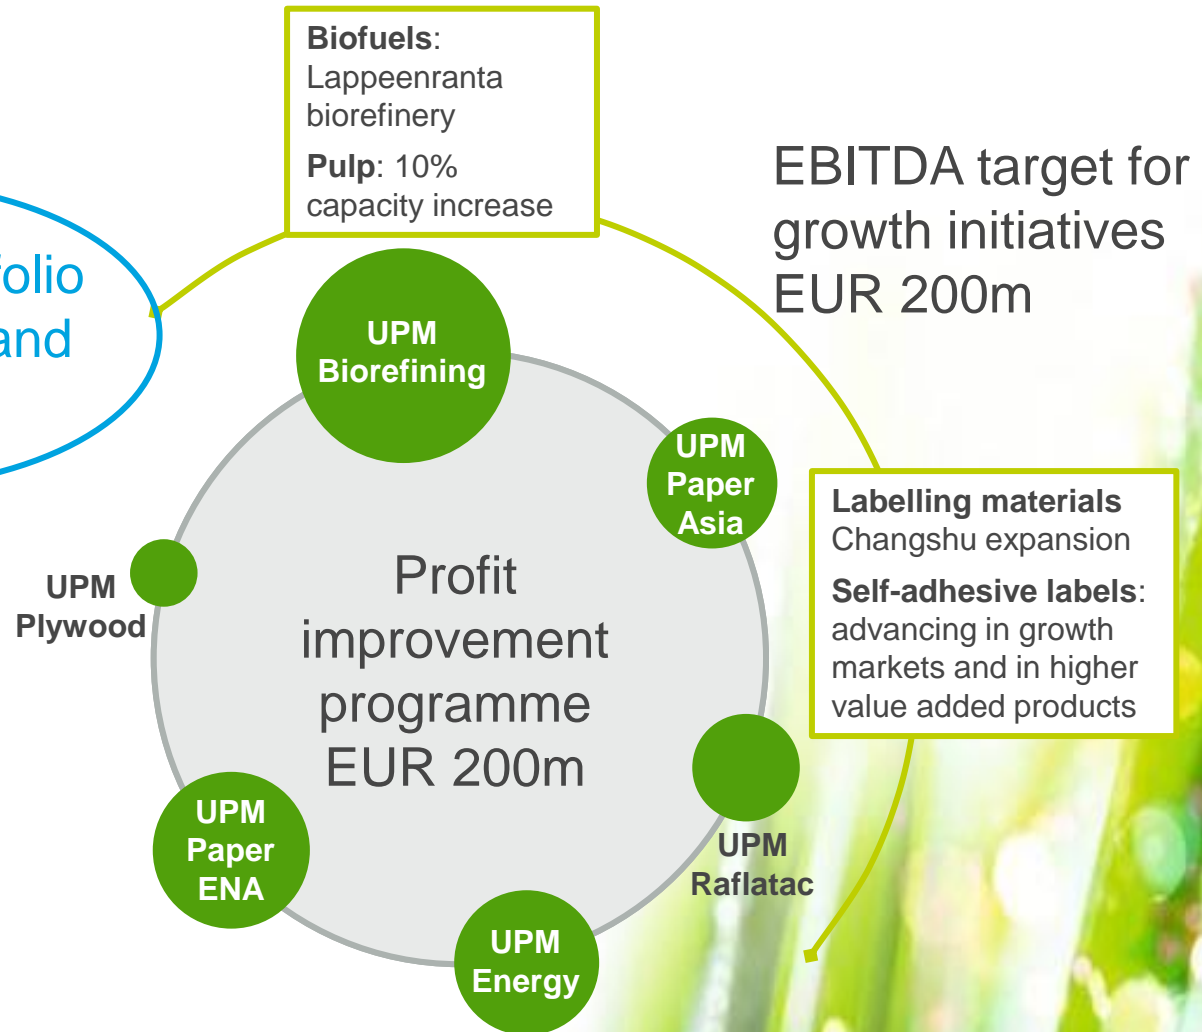 Biofuels:
Lappeenranta
biorefinery
Pulp: 10%
capacity increase
EBITDA target for
growth initiatives
EUR 200m
and
UPM
Biorefining
UPM
Paper
Asia
Labelling materials
Changshu expansion
Self-adhesive labels:
advancing in growth
markets and in higher
value added products
Profit
improvement
programme
EUR 200m
UPM
Plywood
UPM
Raflatac
UPM
Paper
ENA
UPM
Energy